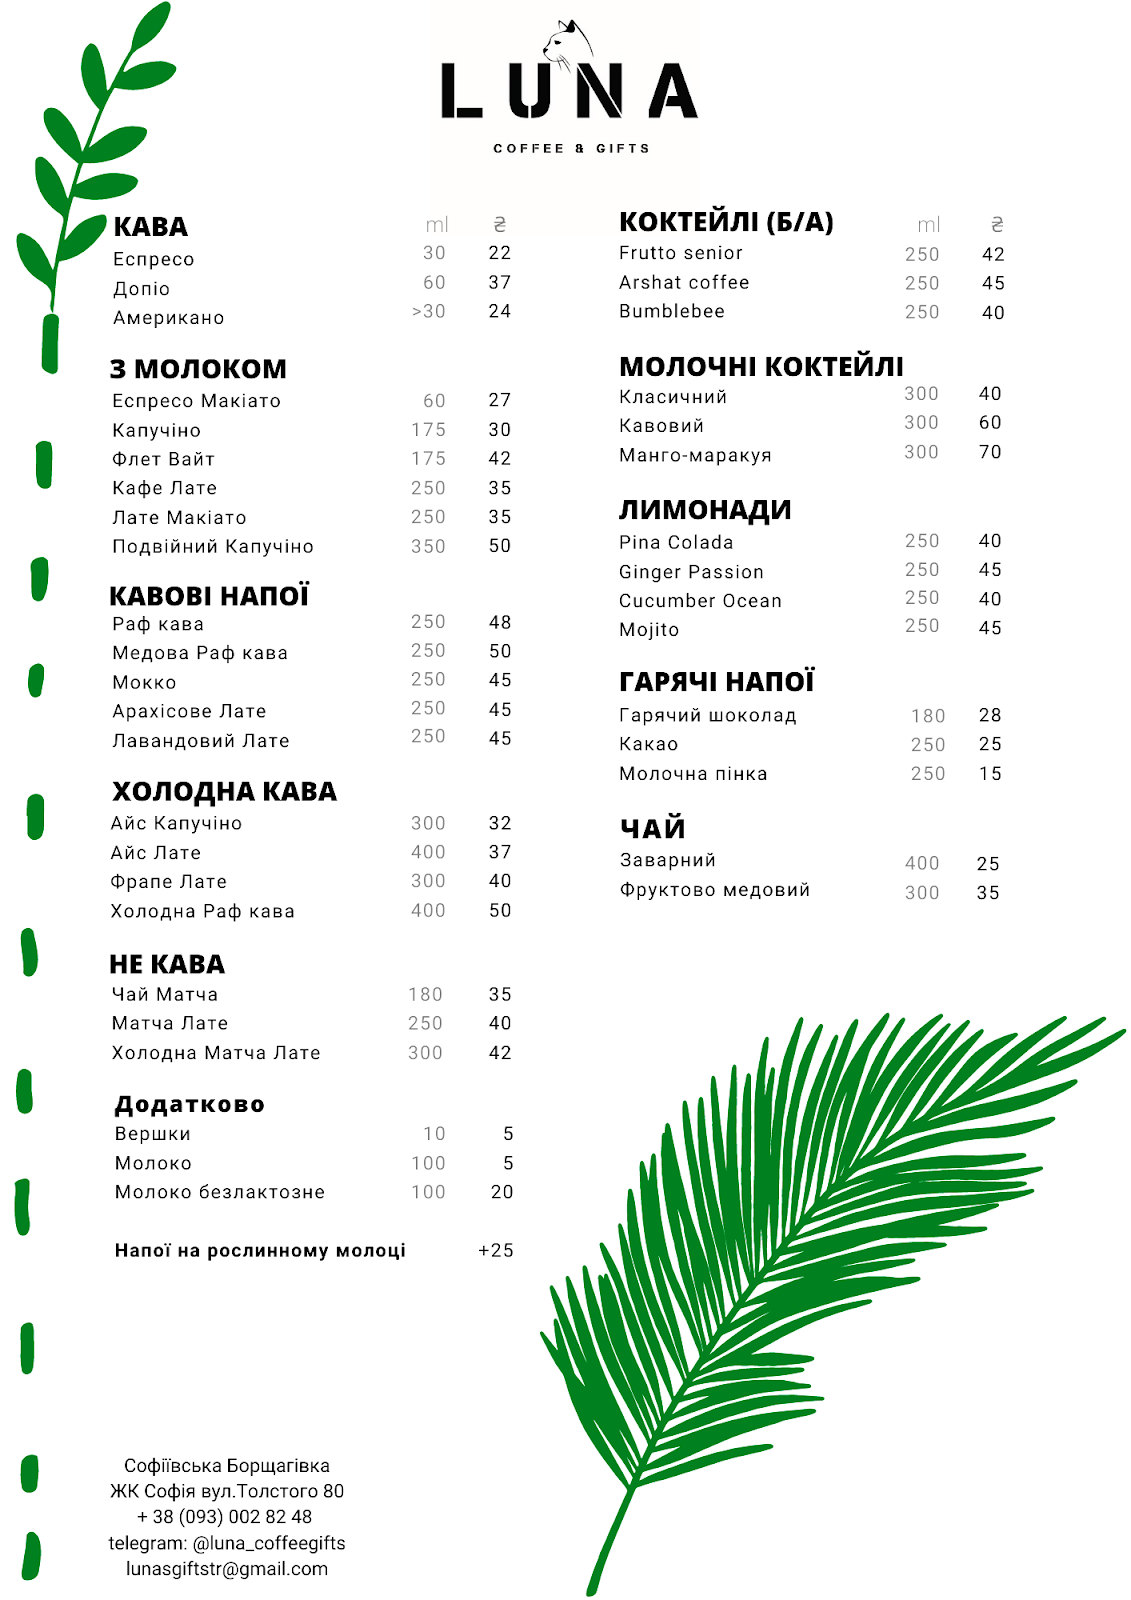 LUNA
COFFEE & GIFTS
КАВА ml ₴
Еспресо 30 22
Допіо 60 37
Американо >30 24
З МОЛОКОМ
Еспресо Макіато 60 27
Капучіно 175 30
Флет Вайт 175 42
Кафе Лате 250 35
Лате Макіато 250 35
Подвійний Капучіно 350 50
КАВОВІ НАПОЇ
Раф кава 250 48
Медова Раф кава 250 50
Мокко 250 45
Арахісове Лате 250 45
Лавандовий Лате 250 45
ХОЛОДНА КАВА
Айс Капучіно 300 32
Айс Лате 400 37
Фрапе Лате 300 40
Холодна Раф кава 400 50
НЕ КАВА
Чай Матча 180 35
Матча Лате 250 40
Холодна Матча Лате 300 42
Додатково
Вершки 10 5
Молоко 100 5
Молоко безлактозне 100 20
Напої на рослинному молоці +25
КОКТЕЙЛІ (Б/А) ml ₴
Frutto senior 250 42
Arshat coffee 250 45
Bumblebee 250 40
МОЛОЧНІ КОКТЕЙЛІ
Класичний 300 40
Кавовий 300 60
Манго-маракуя 300 70
ЛИМОНАДИ
Pina Colada 250 40
Ginger Passion 250 45
Cucumber Ocean 250 40
Mojito 250 45
ГАРЯЧІ НАПОЇ
Гарячий шоколад 180 28
Какао 250 25
Молочна пінка 250 15
ЧАЙ
Заварний 400 25
Фруктово медовий 300 35
Софіївська Борщагівка
ЖК Софія вул.Толстого 80
+ 38 (093) 002 82 48
telegram: @luna_coffeegifts
lunasgiftstr@gmail.com